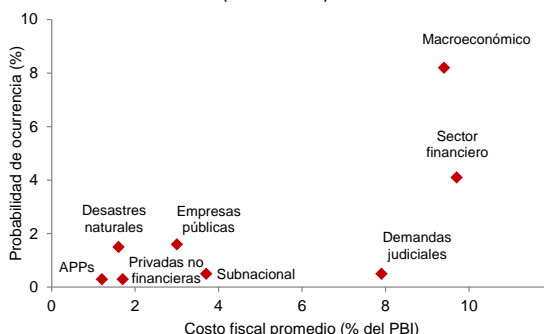 10
Macroeconómico
8
6
Sector
financiero
4
Desastres
naturales
Empresas
públicas
2
Demandas
judiciales
APPs
Privadas no
financieras
Subnacional
0
0
2
4
6
8
10
Probabilidad de ocurrencia (%)
Costo fiscal promedio (% del PBI)